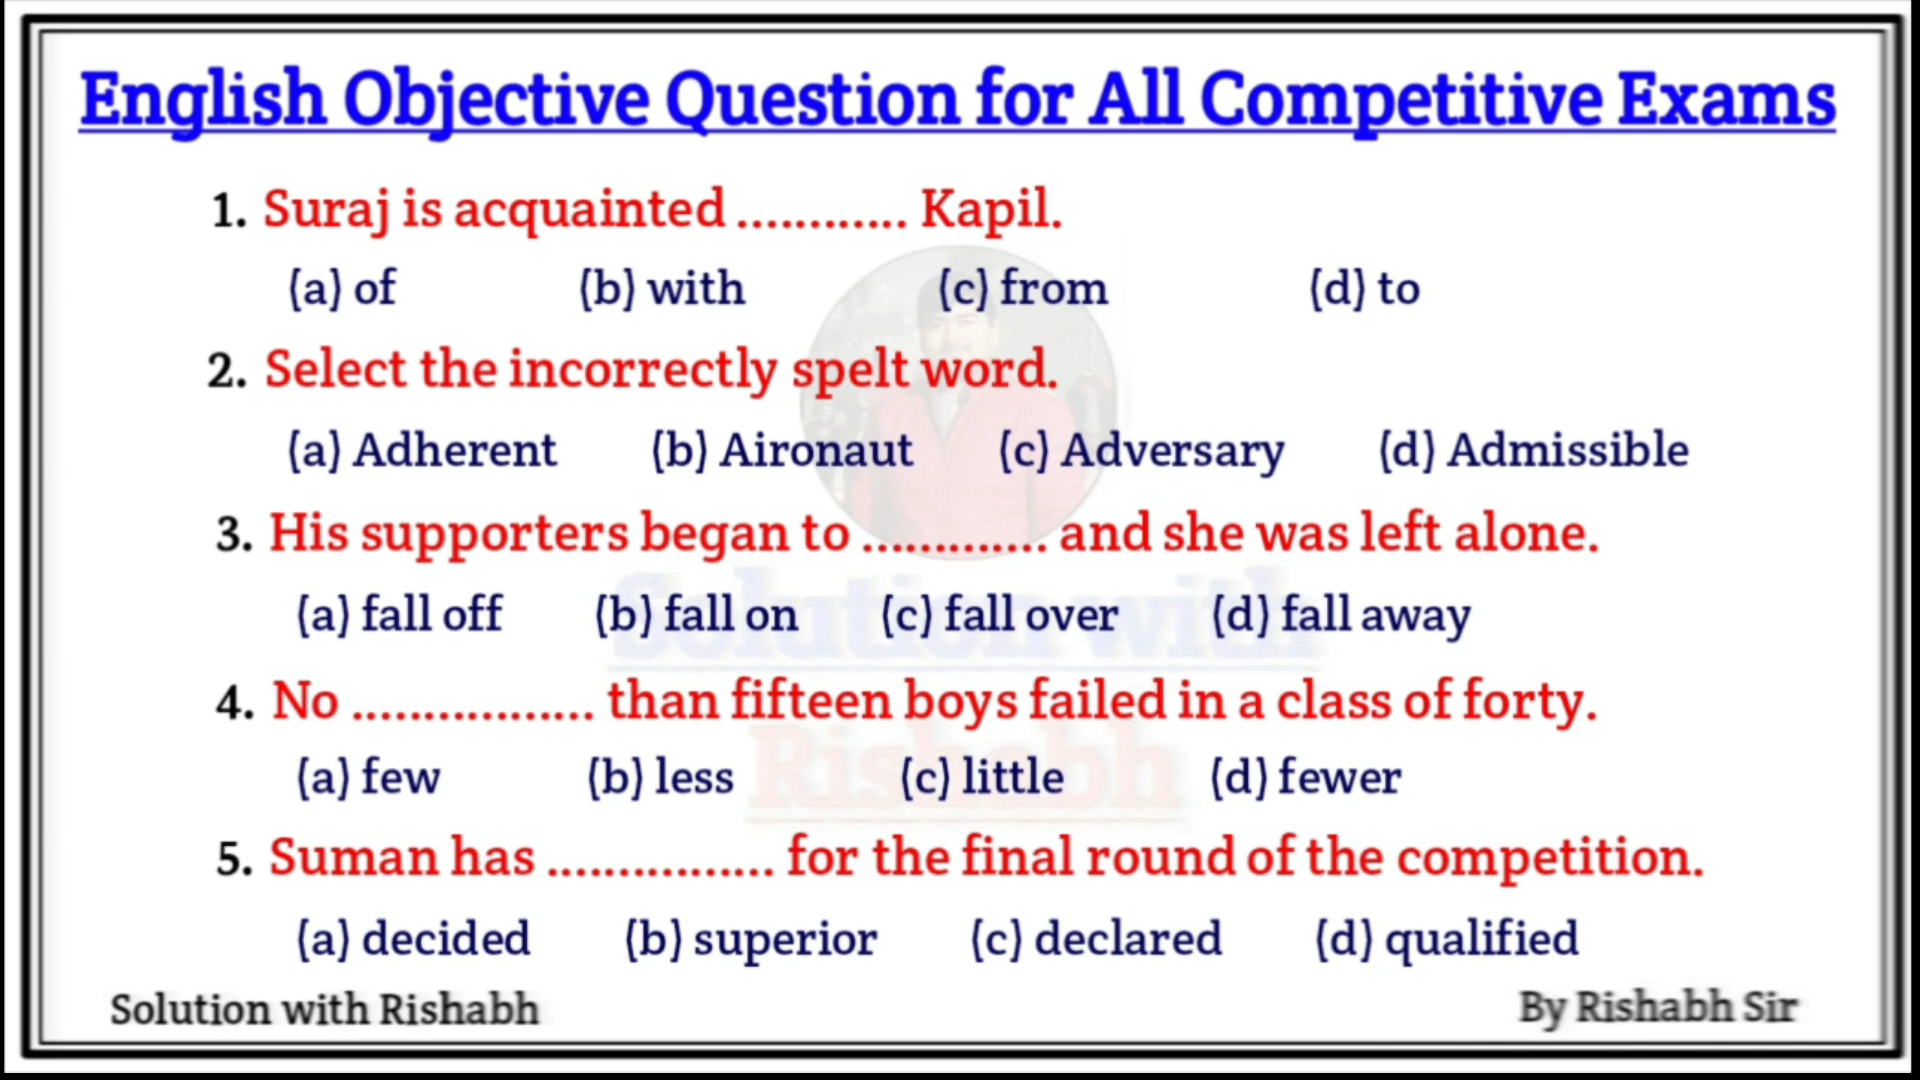 English Objective Question for All Competitive Exams
1. Suraj is acquainted ............ Kapil.
(a) of (b) with (c) from (d) to
2. Select the incorrectly spelt word.
(a) Adherent (b) Aironaut (c) Adversary (d) Admissible
3. His supporters began to ............. and she was left alone.
(a) fall off (b) fall on (c) fall over (d) fall away
Solution with
4. No ................. than fifteen boys failed in a class of forty.
(a) few (b) less (c) little (d) fewer
Rishabh
5. Suman has ................ for the final round of the competition.
(a) decided (b) superior (c) declared (d) qualified
Solution with Rishabh By Rishabh Sir